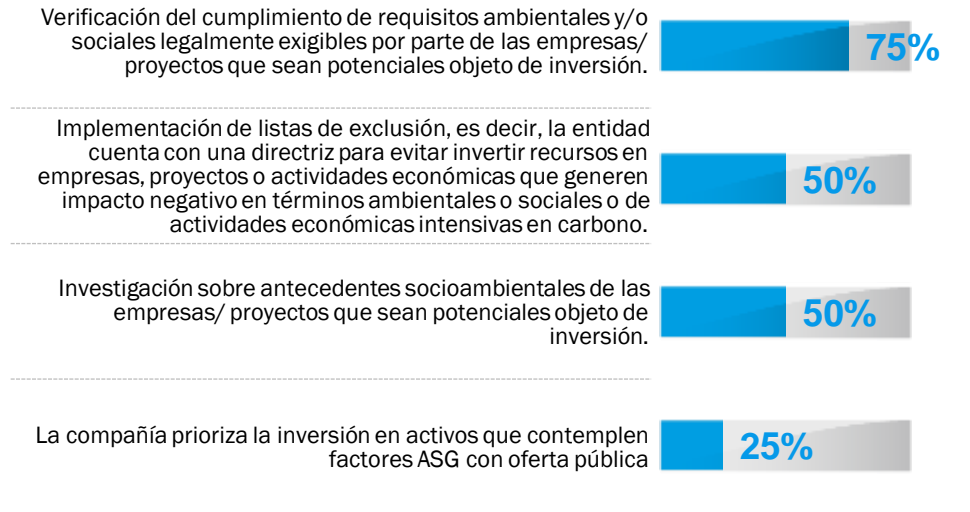 Verificación del cumplimiento de requisitos ambientales y/o
sociales legalmente exigibles por parte de las empresas/
proyectos que sean potenciales objeto de inversión.
75%
Implementación de listas de exclusión, es decir, la entidad
cuenta con una directriz para evitar invertir recursos en
empresas, proyectos o actividades económicas que generen
impacto negativo en términos ambientales o sociales o de
actividades económicas intensivas en carbono.
50%
Investigación sobre antecedentes socioambientales de las
empresas/ proyectos que sean potenciales objeto de
inversión.
50%
La compañía prioriza la inversión en activos que contemplen
factores ASG con oferta pública
25%